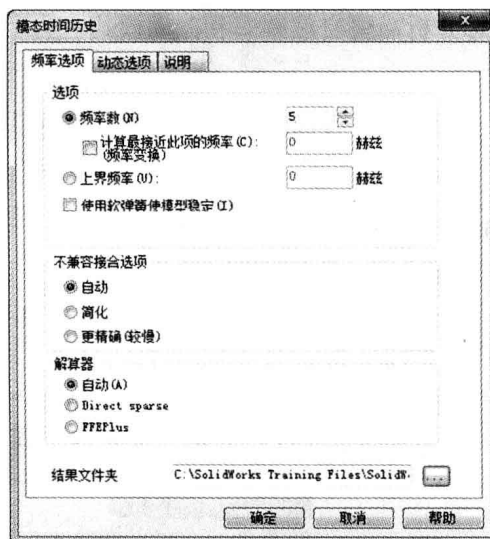 模态时间历史
频率选项 动态选项 说明
选项
频率数(N) 5
计算最接近此项的频率(C): 0 赫兹
(频率变换)
上界频率(U): 0 赫兹
使用软弹簧使模型稳定(I)
不兼容接合选项
自动
简化
更精确(较慢)
解算器
自动(A)
Direct sparse
FFEPlus
结果文件夹 C:\SolidWorks Training Files\SolidW. ...
确定 取消 帮助